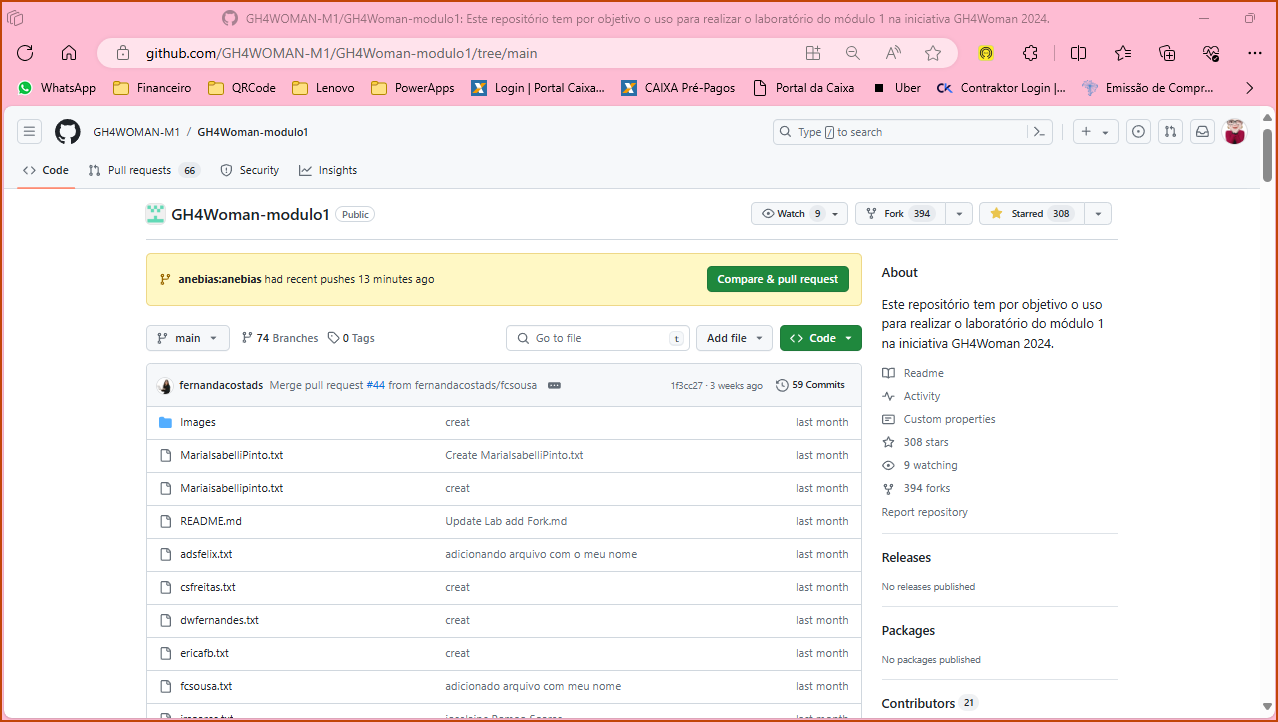 GH4WOMAN-M1/GH4Woman-modulo1: Este repositório tem por objetivo o uso para realizar o laboratório do módulo 1 na iniciativa GH4Woman 2024.
github.com/GH4WOMAN-M1/GH4Woman-modulo1/tree/main
WhatsApp Financeiro QRCode Lenovo PowerApps Login | Portal Caixa... CAIXA Pré-Pagos Portal da Caixa Uber CK Contraktor Login |... Emissão de Compr...
GH4WOMAN-M1 / GH4Woman-modulo1 Type / to search
Code Pull requests 66 Security Insights
GH4Woman-modulo1 Public Watch 9 Fork 394 Starred 308
anebias:anebias had recent pushes 13 minutes ago Compare & pull request
main 74 Branches 0 Tags Go to file t Add file Code
fernandacostads Merge pull request #44 from fernandacostads/fcsousa 1f3cc27 · 3 weeks ago 59 Commits
Images creat last month
MariaIsabelliPinto.txt Create MariaIsabelliPinto.txt last month
Mariaisabellipinto.txt creat last month
README.md Update Lab add Fork.md last month
adsfelix.txt adicionando arquivo com o meu nome last month
csfreitas.txt creat last month
dwfernandes.txt creat last month
ericafb.txt creat last month
fcsousa.txt adicionado arquivo com meu nome last month
About
Este repositório tem por objetivo o uso
para realizar o laboratório do módulo 1
na iniciativa GH4Woman 2024.
Readme
Activity
Custom properties
308 stars
9 watching
394 forks
Report repository
Releases
No releases published
Packages
No packages published
Contributors 21